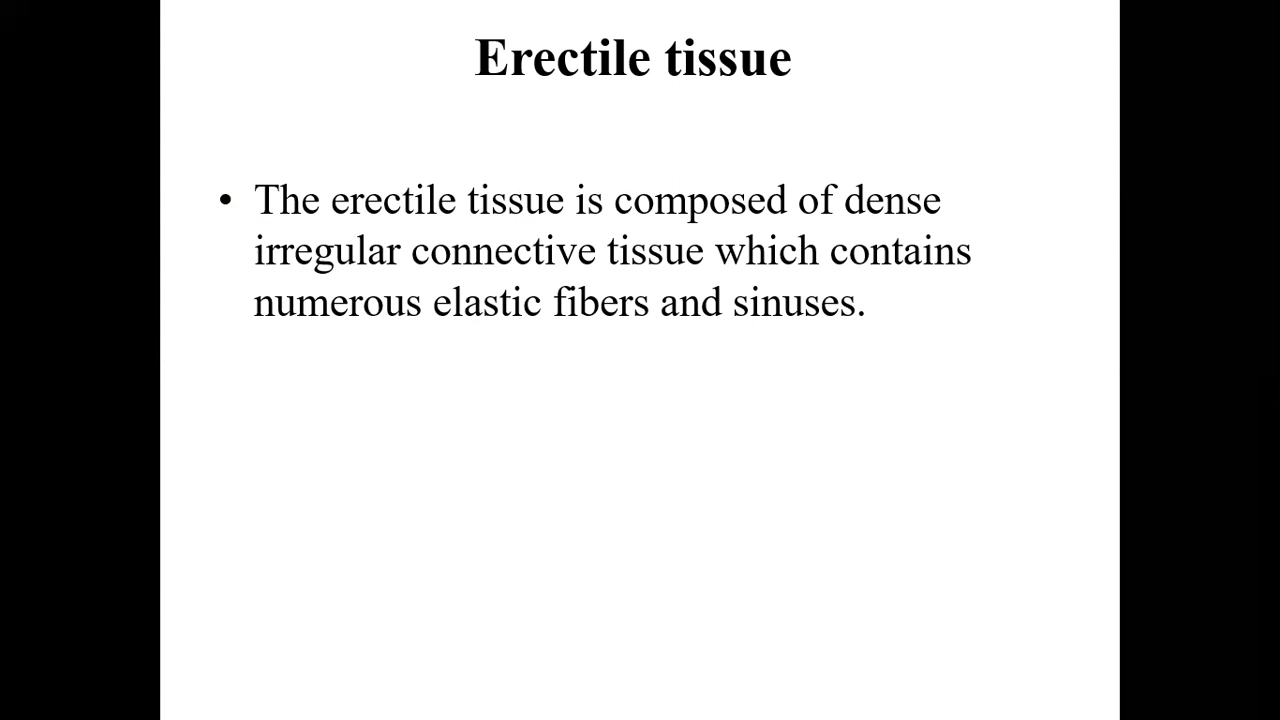 Erectile tissue
• The erectile tissue is composed of dense
irregular connective tissue which contains
numerous elastic fibers and sinuses.